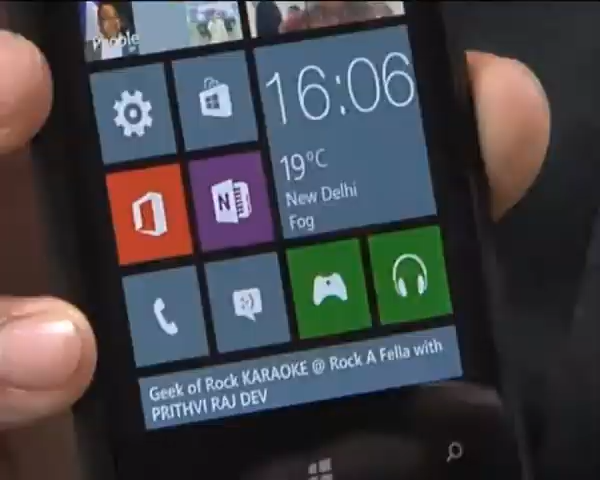 People
16:06
19°C
New Delhi
Fog
N
:)
Geek of Rock KARAOKE @ Rock A Fella with
PRITHVI RAJ DEV